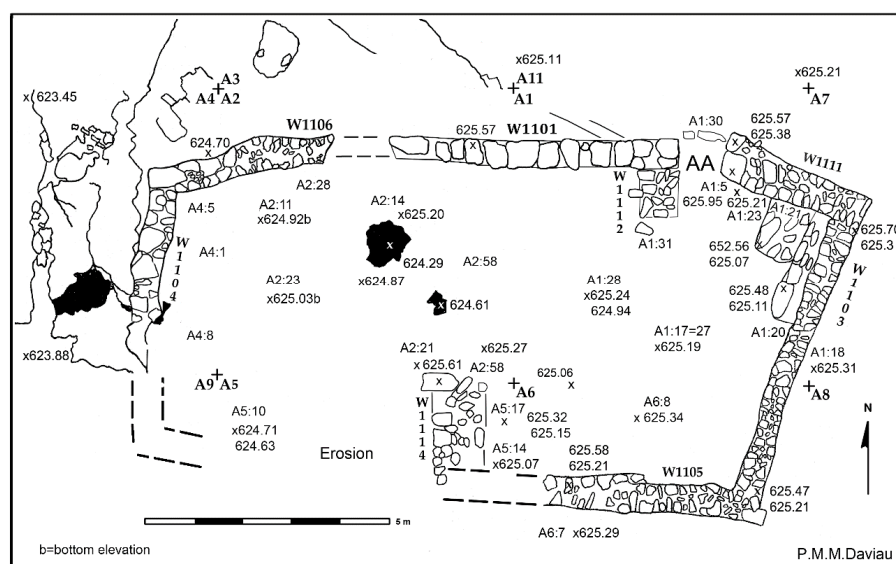 x625.11
A11
A1
x625.21
A7
A3
A4 A2
x 623.45
W1106
624.70
625.57
W1101
A1:30
625.57
625.38
W1111
AA
A2:28
A4:5
A2:11
x624.92b
A2:14
x625.20
W1112
A1:5
625.95
625.21
A1:23
A1:21
A1:31
625.70
625.3
A4:1
W1104
x
624.29
x624.87
A2:58
652.56
625.07
x
W1103
A2:23
x625.03b
x
624.61
A1:28
x625.24
624.94
625.48
x
625.11
A4:8
A1:17=27
x625.19
A1:20
x623.88
A9 A5
A2:21
x 625.61
x
x625.27
A2:58
625.06
x
A6
A1:18
x625.31
A8
N
A5:10
x624.71
624.63
W1114
A5:17
x
625.32
625.15
A6:8
x 625.34
Erosion
A5:14
x625.07
625.58
625.21
W1105
625.47
625.21
5 m
A6:7 x625.29
b=bottom elevation
P.M.M.Daviau